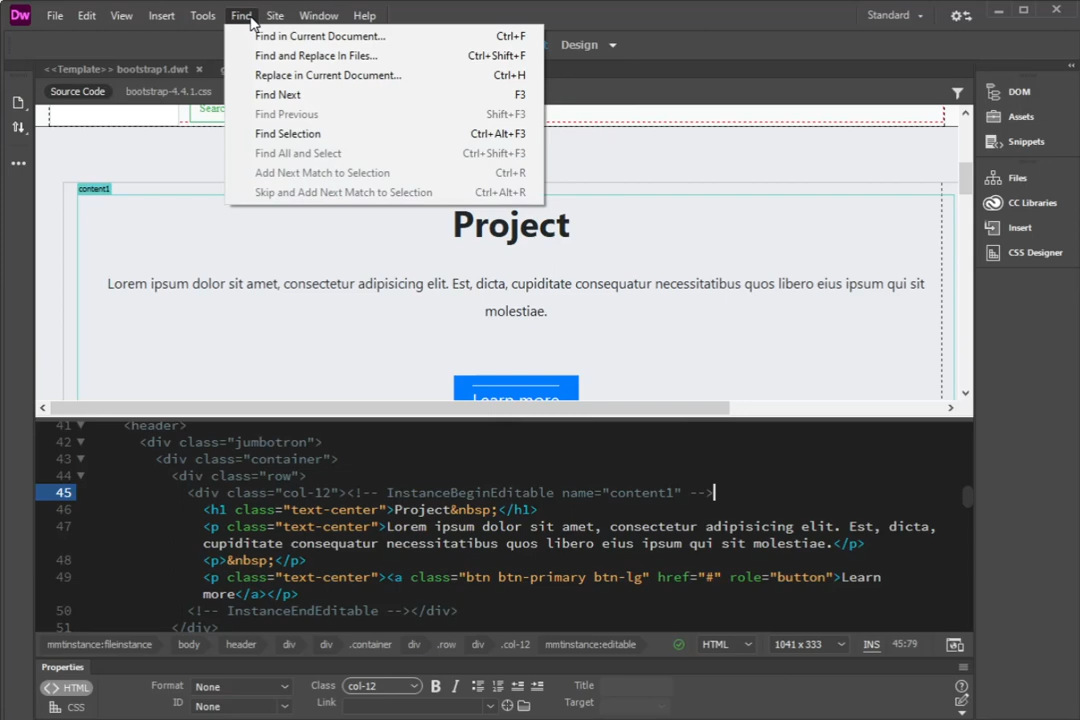 Dw File Edit View Insert Tools Find Site Window Help Standard
Find in Current Document... Ctrl+F
Find and Replace In Files... Ctrl+Shift+F
Replace in Current Document... Ctrl+H
Find Next F3
Find Previous Shift+F3
Find Selection Ctrl+Alt+F3
Find All and Select Ctrl+Shift+F3
Add Next Match to Selection Ctrl+R
Skip and Add Next Match to Selection Ctrl+Alt+R
Design
<<Template>> bootstrap1.dwt
Source Code bootstrap-4.4.1.css
content1
Project
Lorem ipsum dolor sit amet, consectetur adipisicing elit. Est, dicta, cupiditate consequatur necessitatibus quos libero eius ipsum qui sit
molestiae.
Learn more
DOM
Assets
Snippets
Files
CC Libraries
Insert
CSS Designer
41 <header>
42 <div class="jumbotron">
43 <div class="container">
44 <div class="row">
45 <div class="col-12"><!-- InstanceBeginEditable name="content1" -->
46 <h1 class="text-center">Project&nbsp;</h1>
47 <p class="text-center">Lorem ipsum dolor sit amet, consectetur adipisicing elit. Est, dicta,
cupiditate consequatur necessitatibus quos libero eius ipsum qui sit molestiae.</p>
48 <p>&nbsp;</p>
49 <p class="text-center"><a class="btn btn-primary btn-lg" href="#" role="button">Learn
more</a></p>
50 <!-- InstanceEndEditable --></div>
51 </div>
mmtinstance:fileinstance body header div div .container div .row div .col-12 mmtinstance:editable HTML 1041 x 333 INS 45:79
Properties
<> HTML Format None Class col-12 B I Title
CSS ID None Link Target